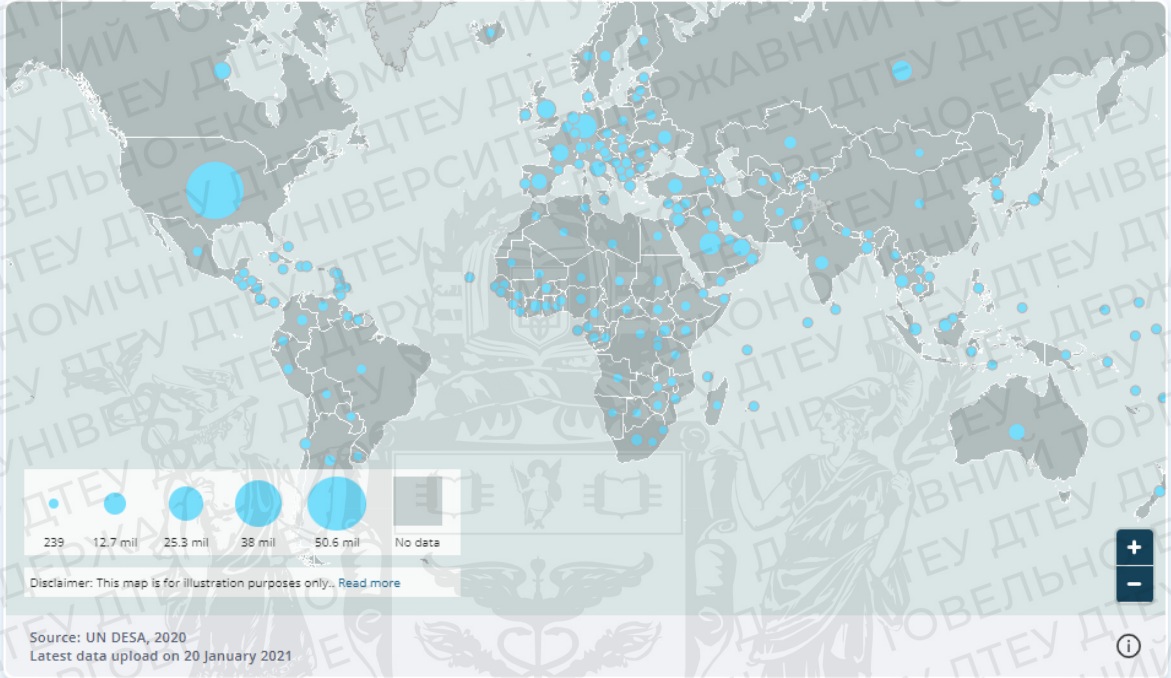 239 12.7 mil 25.3 mil 38 mil 50.6 mil No data
Disclaimer: This map is for illustration purposes only.. Read more
+
−
Source: UN DESA, 2020
Latest data upload on 20 January 2021
i
ДЕРЖАВНИЙ ТОРГОВЕЛЬНО-ЕКОНОМІЧНИЙ УНІВЕРСИТЕТ ДТЕУ